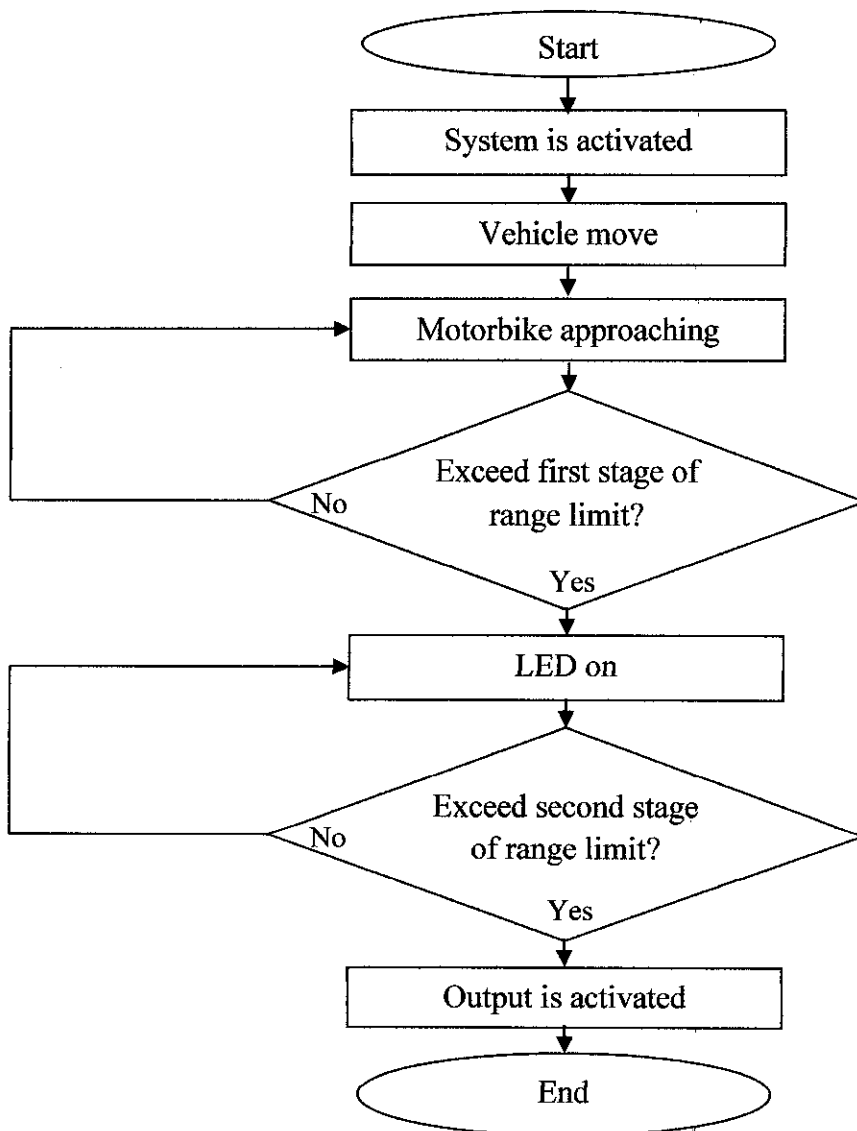 Start
System is activated
Vehicle move
Motorbike approaching
Exceed first stage of
range limit?
No
Yes
LED on
Exceed second stage
of range limit?
No
Yes
Output is activated
End